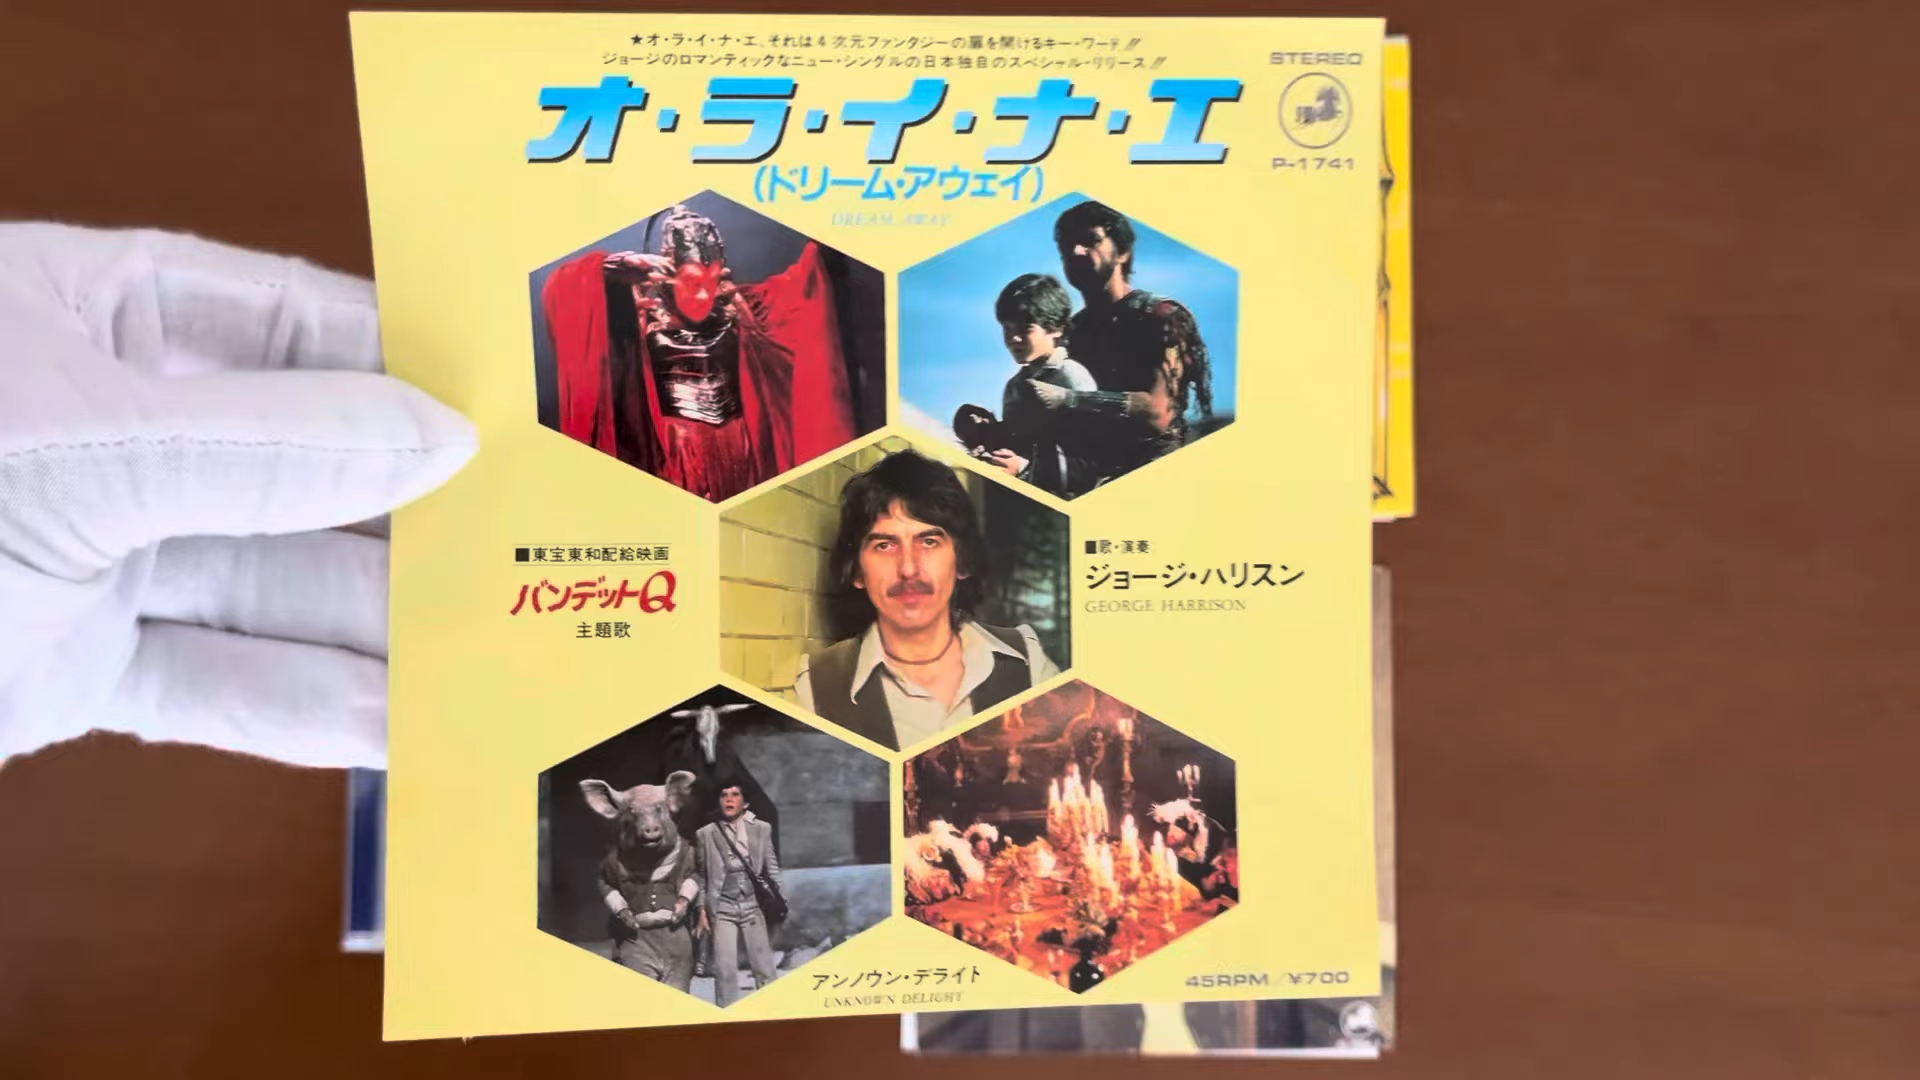 ★オ・ラ・イ・ナ・エ、それは4次元ファンタジーの扉を開けるキー・ワード!!
ジョージのロマンティックなニュー・シングルの日本独自のスペシャル・リリース!!
STEREO
オ・ラ・イ・ナ・エ
P-1741
(ドリーム・アウェイ)
DREAM AWAY
■東宝東和配給映画
バンデットQ
主題歌
■歌・演奏
ジョージ・ハリスン
GEORGE HARRISON
アンノウン・デライト
UNKNOWN DELIGHT
45RPM/¥700